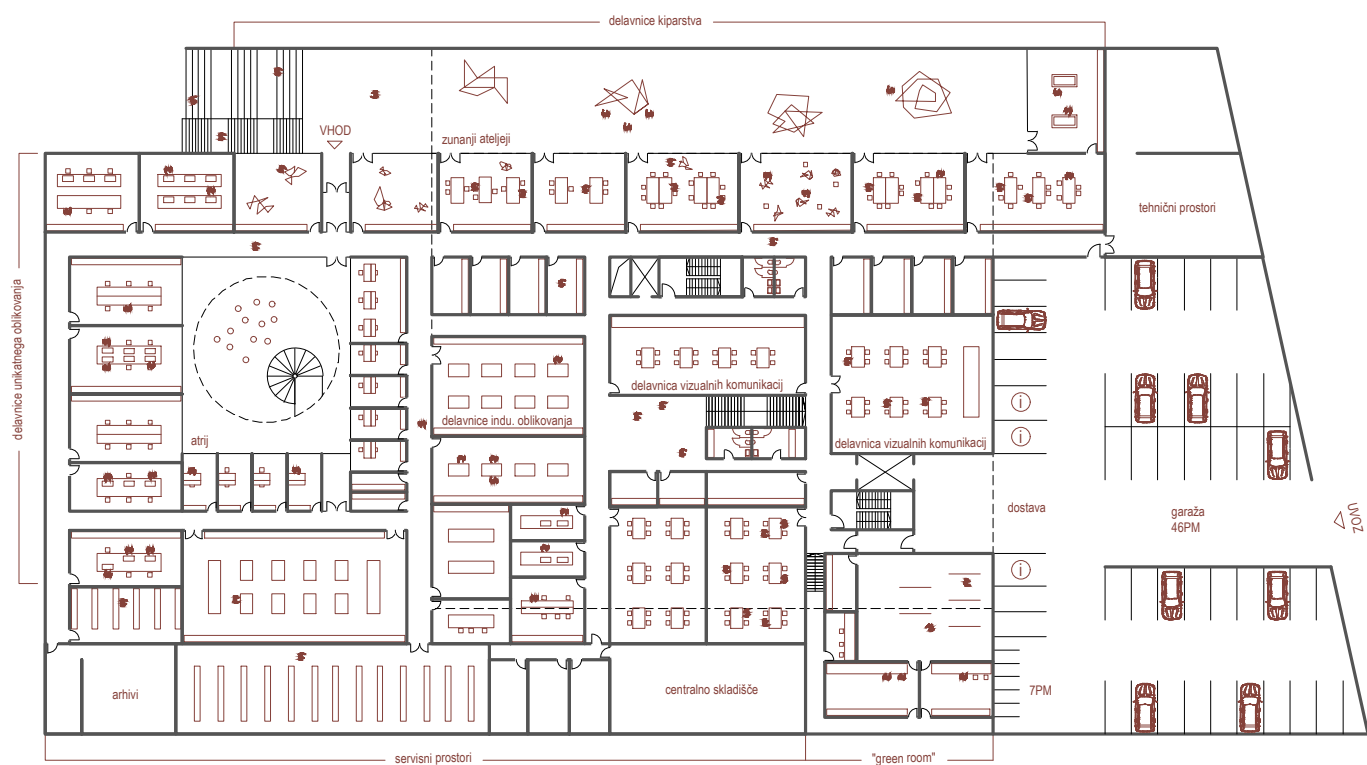 delavnice kiparstva
VHOD
zunanji ateljeji
tehnični prostori
delavnice unikatnega oblikovanja
delavnica vizualnih komunikacij
i
delavnice indu. oblikovanja
atrij
delavnica vizualnih komunikacij
i
dostava
garaža
46PM
UVOZ
i
arhivi
centralno skladišče
7PM
servisni prostori
"green room"